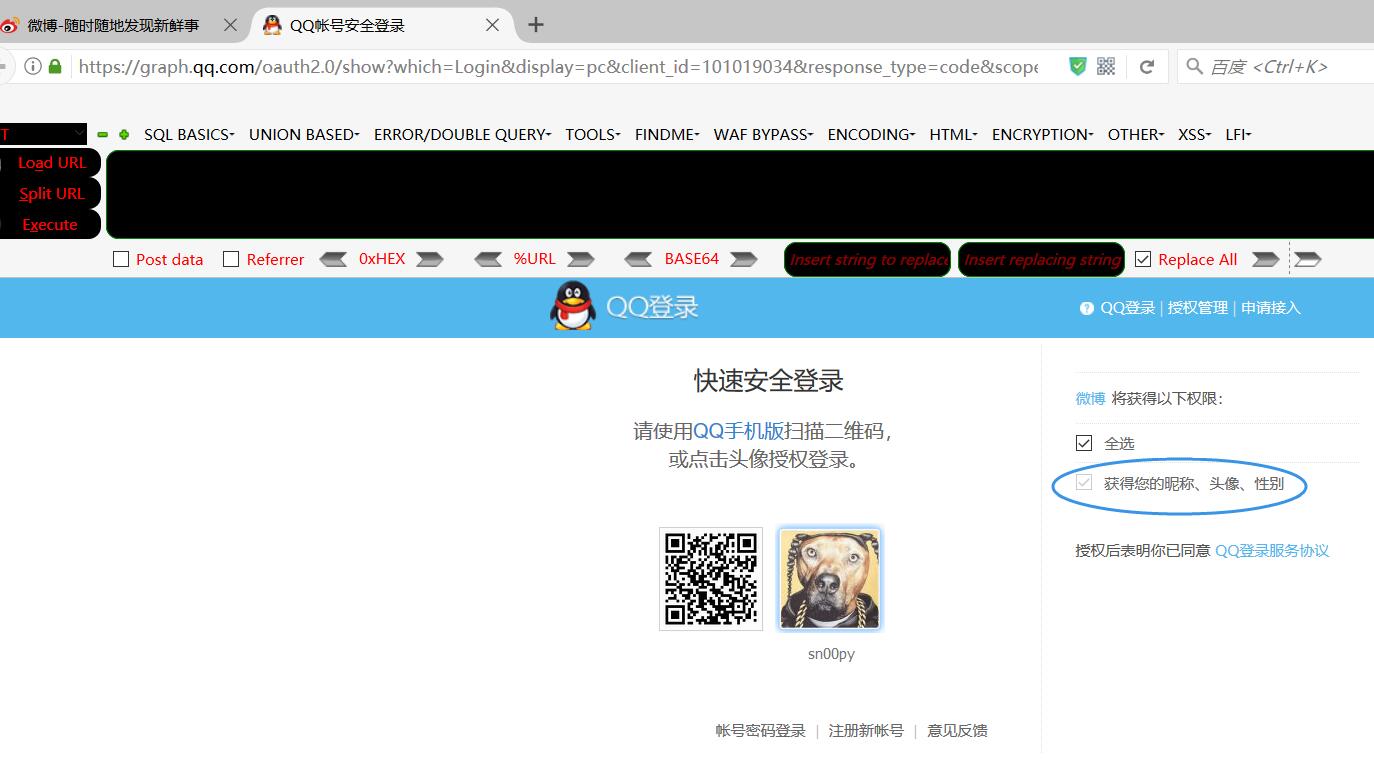 微博-随时随地发现新鲜事
QQ帐号安全登录
https://graph.qq.com/oauth2.0/show?which=Login&display=pc&client_id=101019034&response_type=code&scope
百度 <Ctrl+K>
T
SQL BASICS UNION BASED ERROR/DOUBLE QUERY TOOLS FINDME WAF BYPASS ENCODING HTML ENCRYPTION OTHER XSS LFI
Load URL
Split URL
Execute
Post data Referrer 0xHEX %URL BASE64 Insert string to replace Insert replacing string Replace All
QQ登录
QQ登录 | 授权管理 | 申请接入
快速安全登录
请使用QQ手机版扫描二维码，
或点击头像授权登录。
sn00py
帐号密码登录 | 注册新帐号 | 意见反馈
微博 将获得以下权限：
全选
获得您的昵称、头像、性别
授权后表明你已同意 QQ登录服务协议